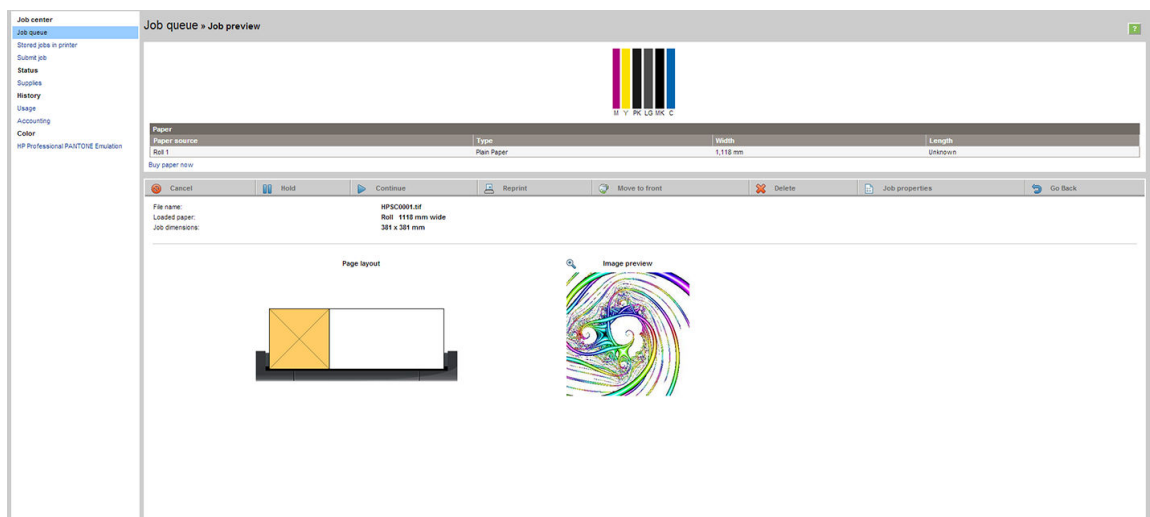 Job center
Job queue
Stored jobs in printer
Submit job
Status
Supplies
History
Usage
Accounting
Color
HP Professional PANTONE Emulation
Job queue » Job preview
?
M Y PK LG MK C
Paper
Paper source Type Width Length
Roll 1 Plain Paper 1,118 mm Unknown
Buy paper now
Cancel Hold Continue Reprint Move to front Delete Job properties Go Back
File name: HPSC0001.tif
Loaded paper: Roll 1118 mm wide
Job dimensions: 381 x 381 mm
Page layout Image preview